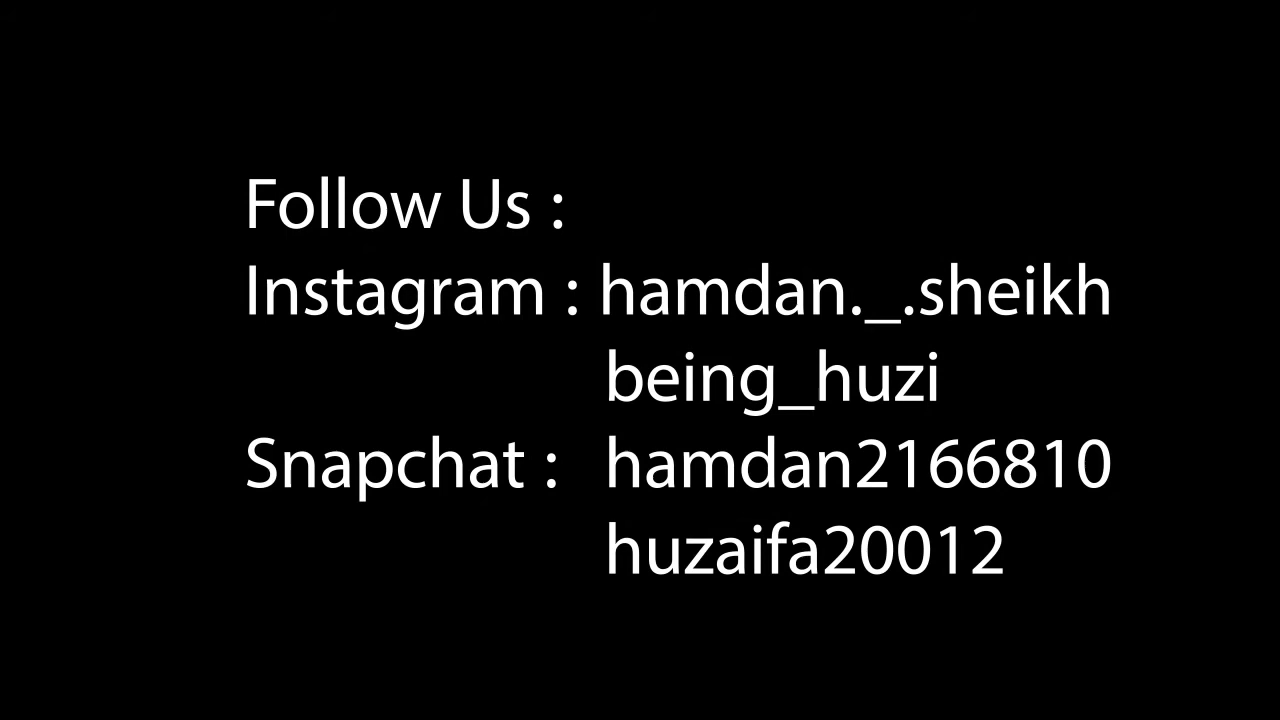 Follow Us :
Instagram : hamdan._.sheikh
being_huzi
Snapchat : hamdan2166810
huzaifa20012